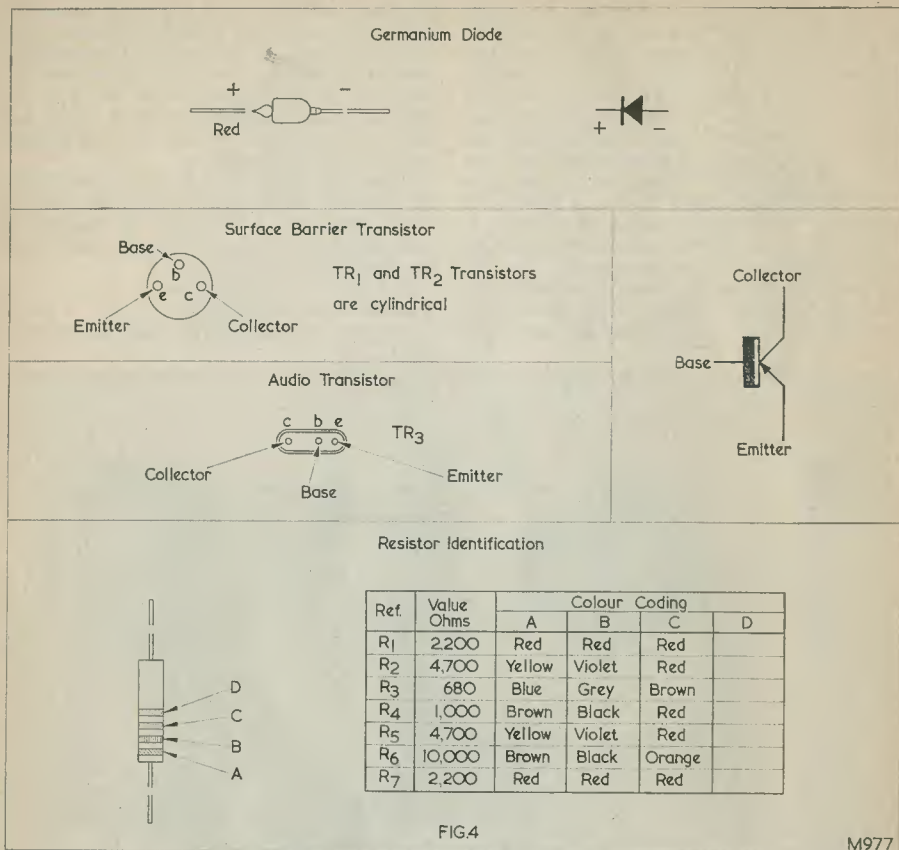 Germanium Diode
+ -
Red
+ -
Surface Barrier Transistor
Base
b
e c
Emitter Collector
TR1 and TR2 Transistors
are cylindrical
Audio Transistor
c b e
TR3
Collector
Base
Emitter
Collector
Base
Emitter
Resistor Identification
D
C
B
A
Ref. Value Ohms Colour Coding
A B C D
R1 2,200 Red Red Red
R2 4,700 Yellow Violet Red
R3 680 Blue Grey Brown
R4 1,000 Brown Black Red
R5 4,700 Yellow Violet Red
R6 10,000 Brown Black Orange
R7 2,200 Red Red Red
FIG.4
M977